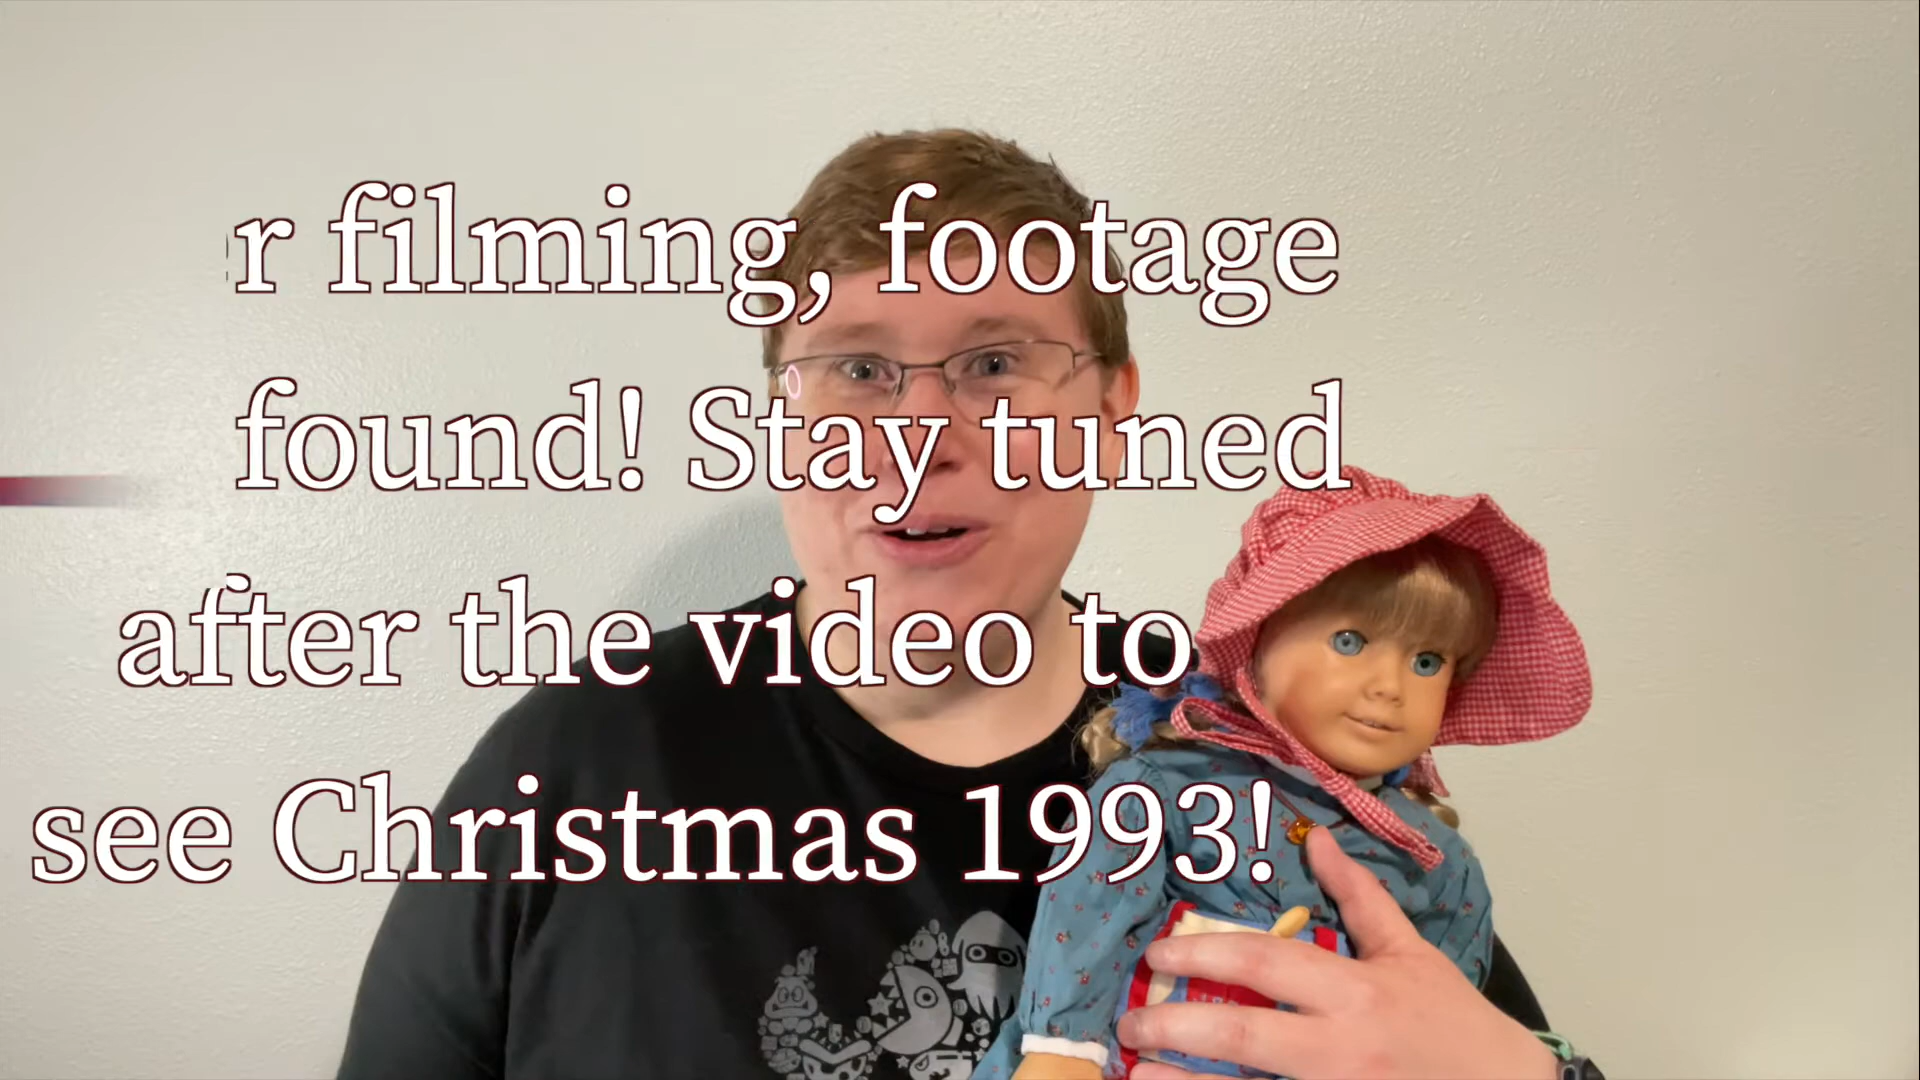 r filming, footage
found! Stay tuned
after the video to
see Christmas 1993!